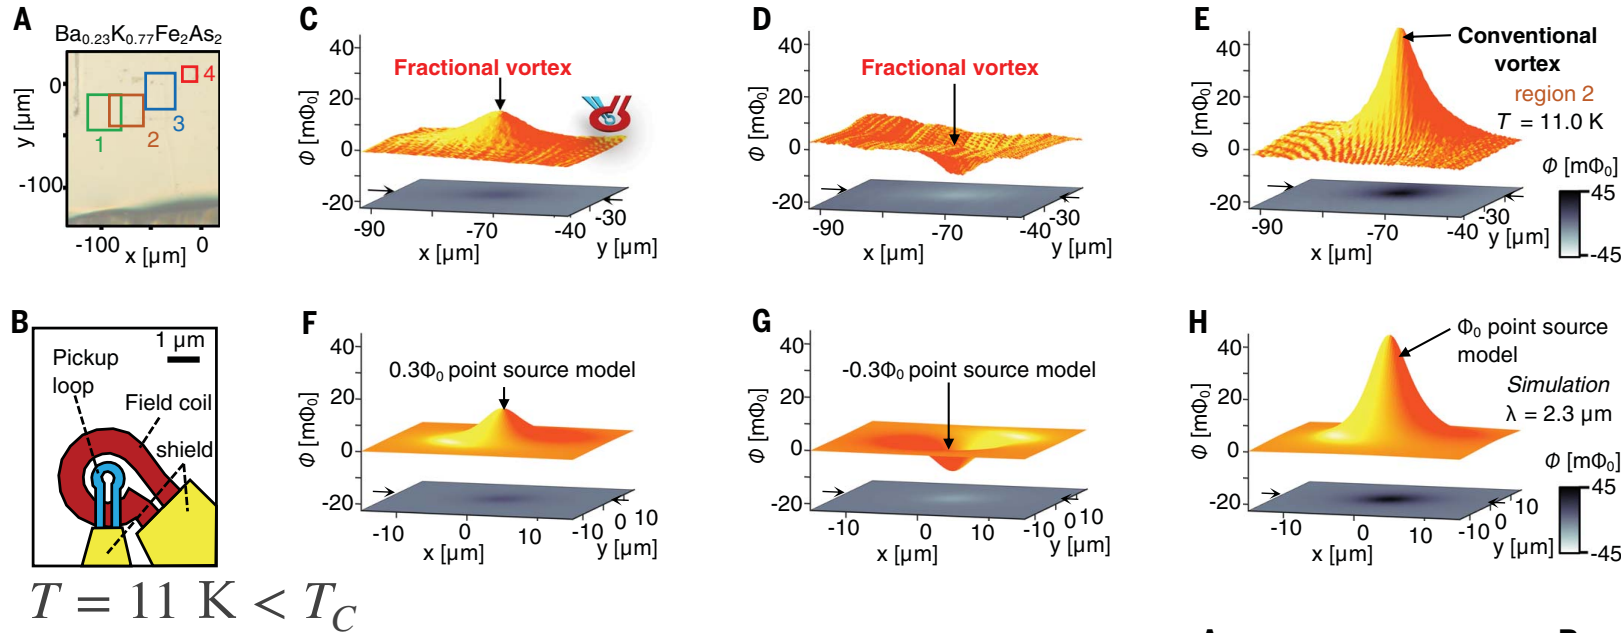 A
Ba₀.₂₃K₀.₇₇Fe₂As₂
0
-100
y [µm]
1
2
3
4
-100
0
x [µm]
C
Fractional vortex
40
20
0
-20
Φ [mΦ₀]
-90
-70
-40
-30
x [µm]
y [µm]
D
Fractional vortex
40
20
0
-20
Φ [mΦ₀]
-90
-70
-40
-30
x [µm]
y [µm]
E
Conventional
vortex
region 2
T = 11.0 K
40
20
0
-20
Φ [mΦ₀]
-90
-70
-40
-30
x [µm]
y [µm]
Φ [mΦ₀]
45
-45
B
1 µm
Pickup
loop
Field coil
shield
T = 11 K < T_C
F
0.3Φ₀ point source model
40
20
0
-20
Φ [mΦ₀]
-10
0
10
-10
0
10
x [µm]
y [µm]
G
-0.3Φ₀ point source model
40
20
0
-20
Φ [mΦ₀]
-10
0
10
-10
0
10
x [µm]
y [µm]
H
Φ₀ point source
model
Simulation
λ = 2.3 µm
40
20
0
-20
Φ [mΦ₀]
-10
0
10
-10
0
10
x [µm]
y [µm]
Φ [mΦ₀]
45
-45